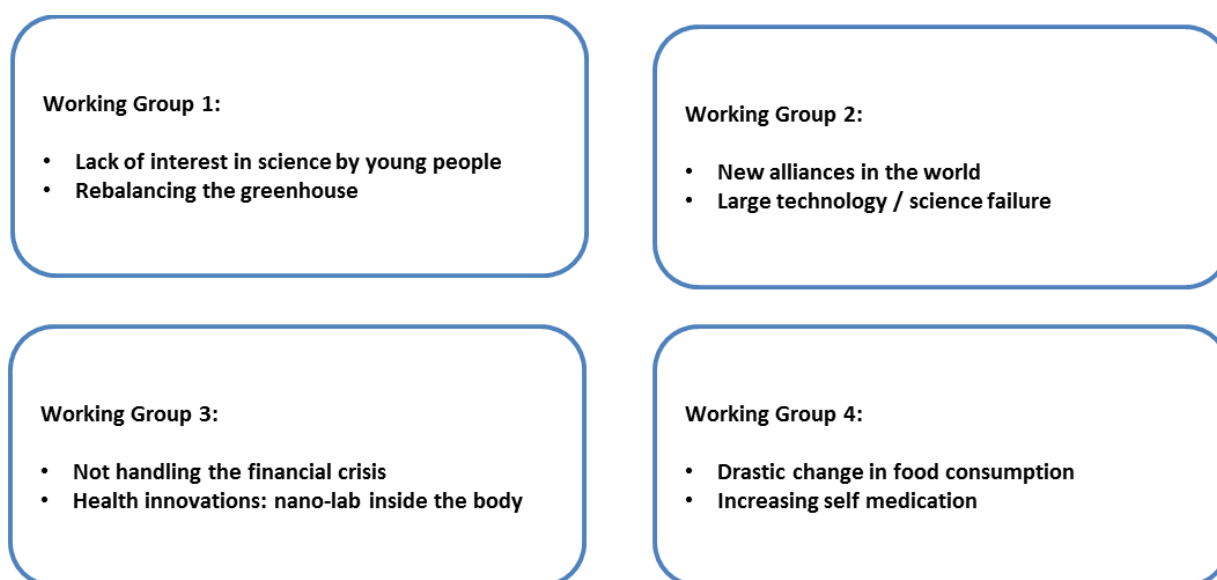 Working Group 1:
• Lack of interest in science by young people
• Rebalancing the greenhouse
Working Group 2:
• New alliances in the world
• Large technology / science failure
Working Group 3:
• Not handling the financial crisis
• Health innovations: nano-lab inside the body
Working Group 4:
• Drastic change in food consumption
• Increasing self medication